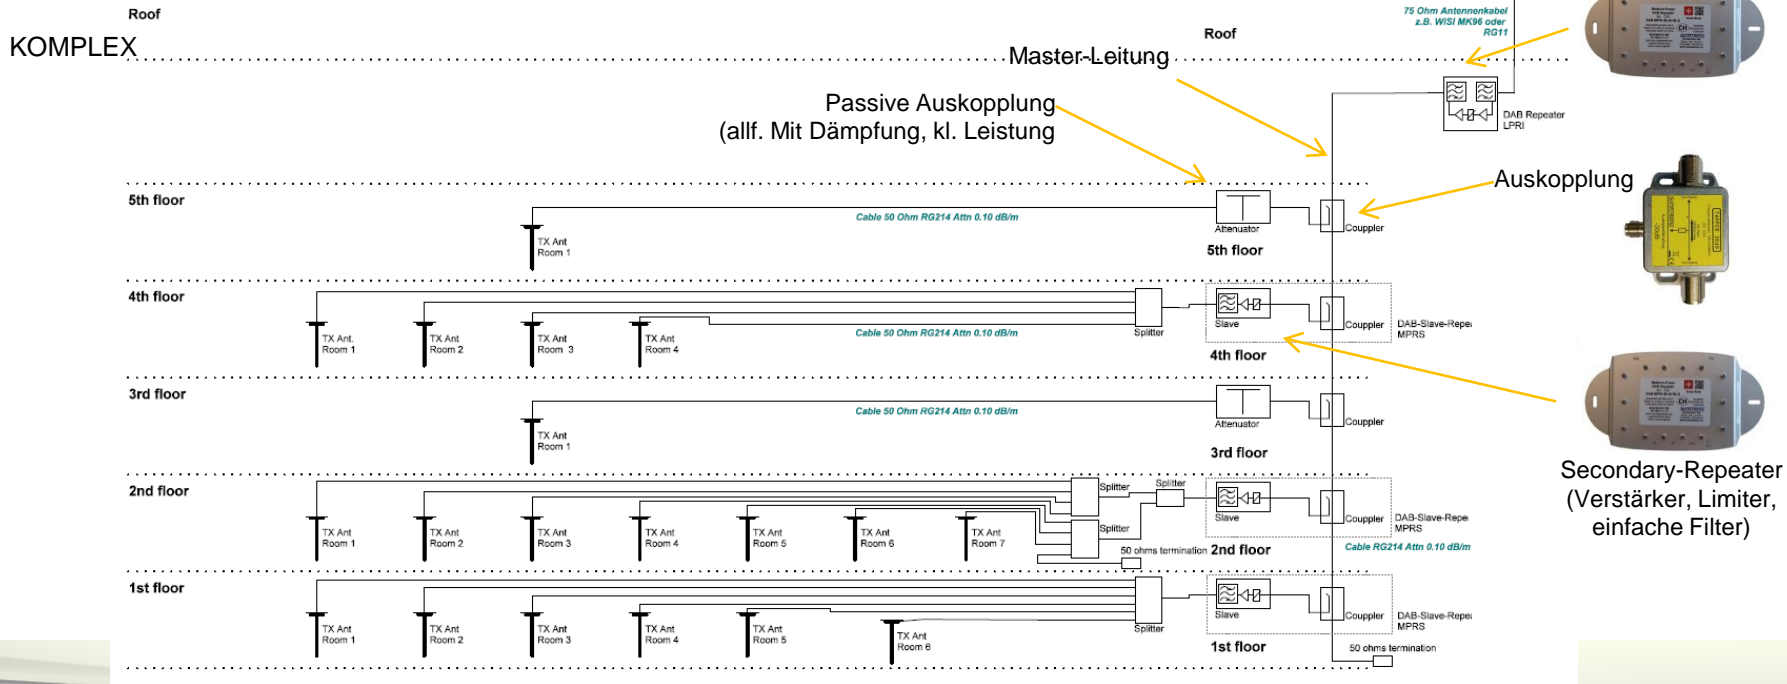 Roof
KOMPLEX
75 Ohm Antennenkabel
z.B. WISI MK96 oder
RG11
Roof
Master-Leitung
Passive Auskopplung
(allf. Mit Dämpfung, kl. Leistung
DAB Repeater
LPRI
Auskopplung
5th floor
Cable 50 Ohm RG214 Attn 0.10 dB/m
TX Ant
Room 1
Attenuator
Couppler
5th floor
4th floor
TX Ant.
Room 1
TX Ant
Room 2
TX Ant
Room 3
TX Ant
Room 4
Cable 50 Ohm RG214 Attn 0.10 dB/m
Splitter
Slave
Couppler
DAB-Slave-Repe
MPRS
4th floor
3rd floor
Cable 50 Ohm RG214 Attn 0.10 dB/m
TX Ant
Room 1
Attenuator
Couppler
3rd floor
Secondary-Repeater
(Verstärker, Limiter,
einfache Filter)
2nd floor
TX Ant
Room 1
TX Ant
Room 2
TX Ant
Room 3
TX Ant
Room 4
TX Ant
Room 5
TX Ant
Room 6
TX Ant
Room 7
Splitter
Splitter
Splitter
50 ohms termination
Slave
Couppler
DAB-Slave-Repe
MPRS
2nd floor
Cable RG214 Attn 0.10 dB/m
1st floor
TX Ant
Room 1
TX Ant
Room 2
TX Ant
Room 3
TX Ant
Room 4
TX Ant
Room 5
TX Ant
Room 6
Splitter
Slave
Couppler
DAB-Slave-Repe
MPRS
1st floor
50 ohms termination